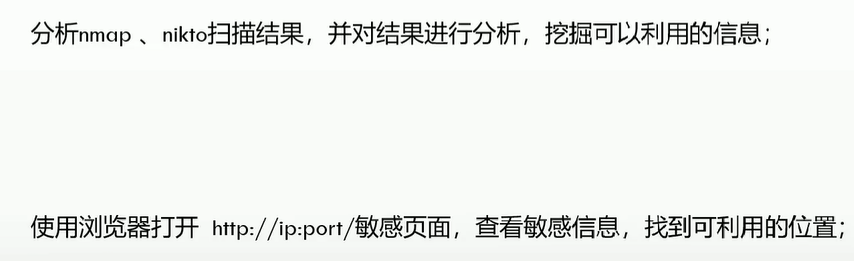 分析nmap 、nikto扫描结果，并对结果进行分析，挖掘可以利用的信息；
使用浏览器打开 http://ip:port/敏感页面，查看敏感信息，找到可利用的位置；